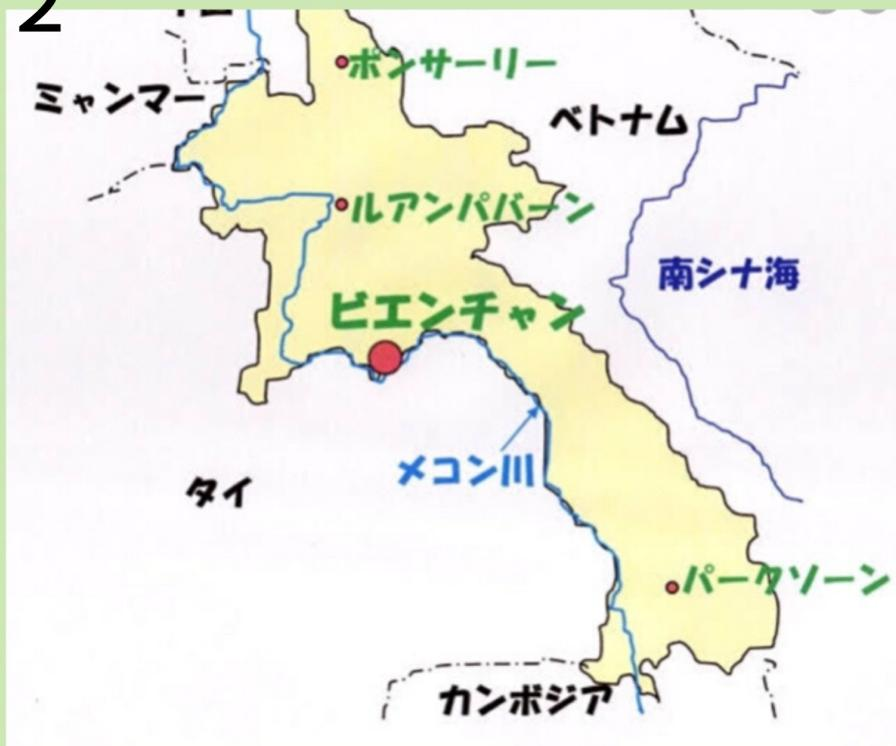 2
ポンサーリー
ミャンマー
ベトナム
ルアンパバーン
南シナ海
ビエンチャン
メコン川
タイ
パークソーン
カンボジア